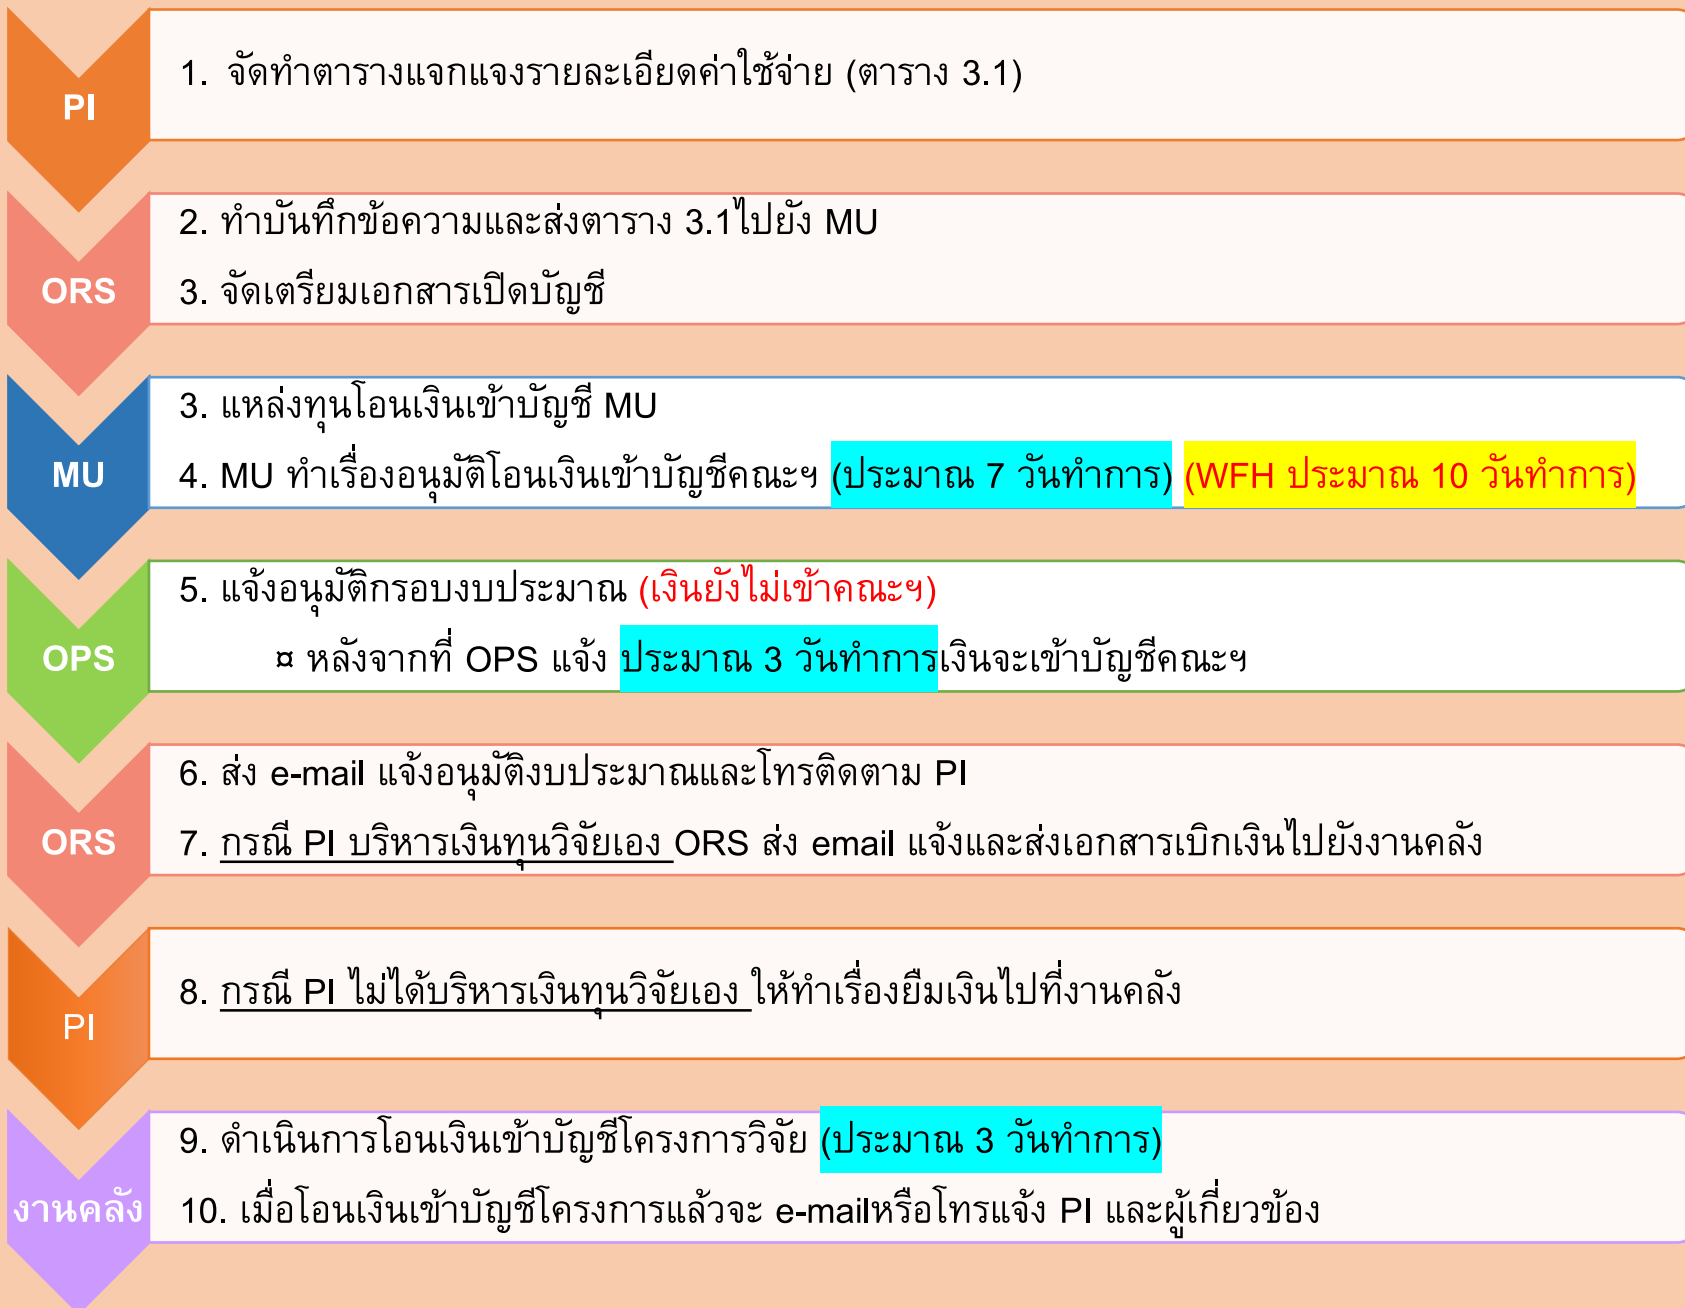 PI
1. จัดทำตารางแจกแจงรายละเอียดค่าใช้จ่าย (ตาราง 3.1)
ORS
2. ทำบันทึกข้อความและส่งตาราง 3.1ไปยัง MU
3. จัดเตรียมเอกสารเปิดบัญชี
MU
3. แหล่งทุนโอนเงินเข้าบัญชี MU
4. MU ทำเรื่องอนุมัติโอนเงินเข้าบัญชีคณะฯ (ประมาณ 7 วันทำการ) (WFH ประมาณ 10 วันทำการ)
OPS
5. แจ้งอนุมัติกรอบงบประมาณ (เงินยังไม่เข้าคณะฯ)
¤ หลังจากที่ OPS แจ้ง ประมาณ 3 วันทำการเงินจะเข้าบัญชีคณะฯ
ORS
6. ส่ง e-mail แจ้งอนุมัติงบประมาณและโทรติดตาม PI
7. กรณี PI บริหารเงินทุนวิจัยเอง ORS ส่ง email แจ้งและส่งเอกสารเบิกเงินไปยังงานคลัง
PI
8. กรณี PI ไม่ได้บริหารเงินทุนวิจัยเอง ให้ทำเรื่องยืมเงินไปที่งานคลัง
งานคลัง
9. ดำเนินการโอนเงินเข้าบัญชีโครงการวิจัย (ประมาณ 3 วันทำการ)
10. เมื่อโอนเงินเข้าบัญชีโครงการแล้วจะ e-mailหรือโทรแจ้ง PI และผู้เกี่ยวข้อง